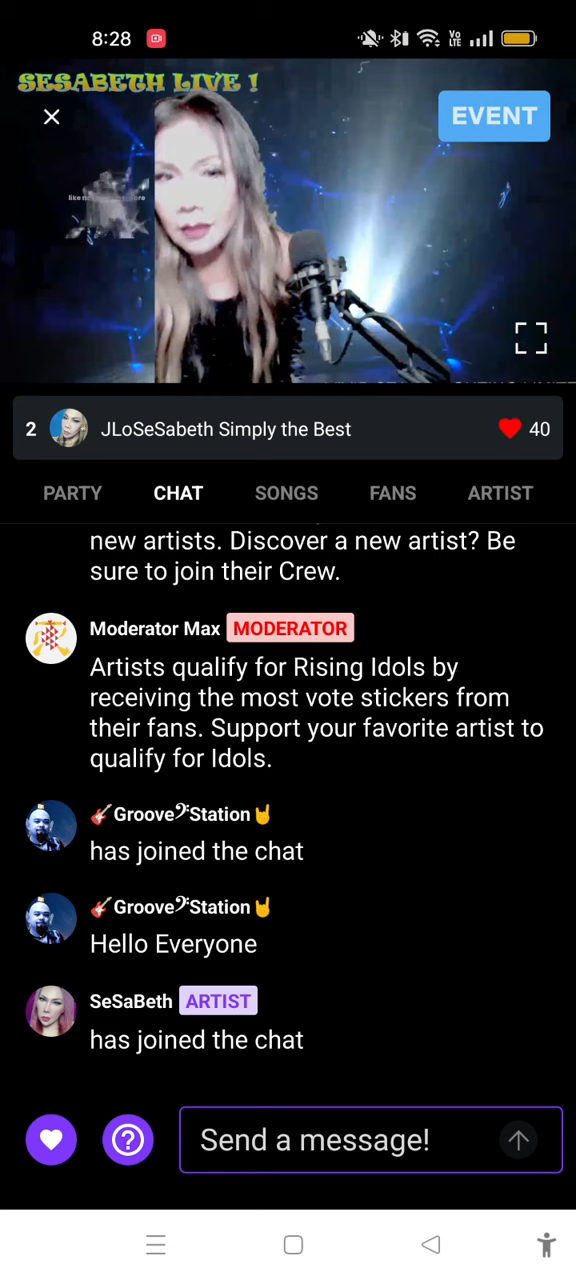 8:28
VO
LTE
SESABETH LIVE !
EVENT
2 JLoSeSabeth Simply the Best 40
PARTY CHAT SONGS FANS ARTIST
new artists. Discover a new artist? Be
sure to join their Crew.
Moderator Max MODERATOR
Artists qualify for Rising Idols by
receiving the most vote stickers from
their fans. Support your favorite artist to
qualify for Idols.
🎸Groove𝄢Station🤘
has joined the chat
🎸Groove𝄢Station🤘
Hello Everyone
SeSaBeth ARTIST
has joined the chat
Send a message!